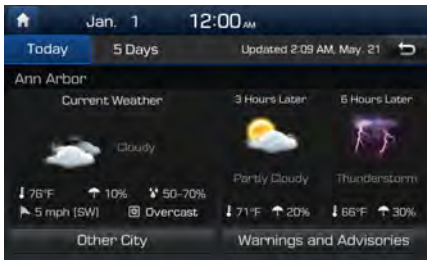 Jan. 1 12:00 AM
Today 5 Days Updated 2:09 AM, May. 21
Ann Arbor
Current Weather 3 Hours Later 6 Hours Later
Cloudy
Partly Cloudy Thunderstorm
76°F 10% 50-70%
5 mph (SW) Overcast 71°F 20% 66°F 30%
Other City Warnings and Advisories